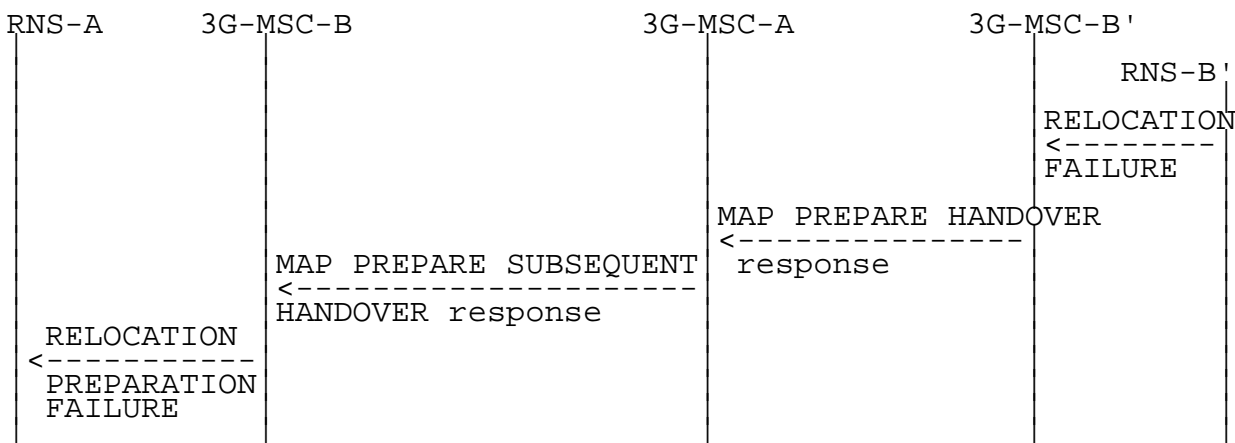 RNS-A 3G-MSC-B 3G-MSC-A 3G-MSC-B'
RNS-B'
RELOCATION
<--------
FAILURE
MAP PREPARE HANDOVER
<---------------
MAP PREPARE SUBSEQUENT response
<---------------------
HANDOVER response
RELOCATION
<-----------
PREPARATION
FAILURE